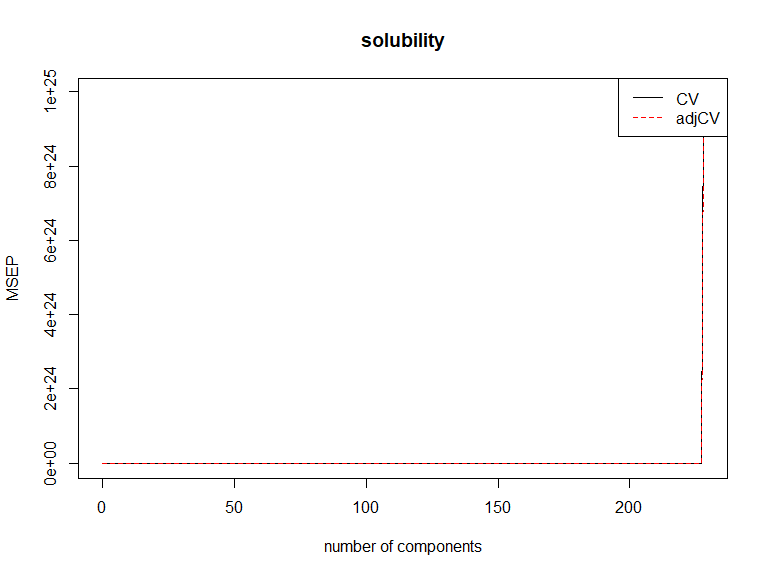 solubility
CV
adjCV
1e+25
8e+24
6e+24
4e+24
2e+24
0e+00
MSEP
0
50
100
150
200
number of components